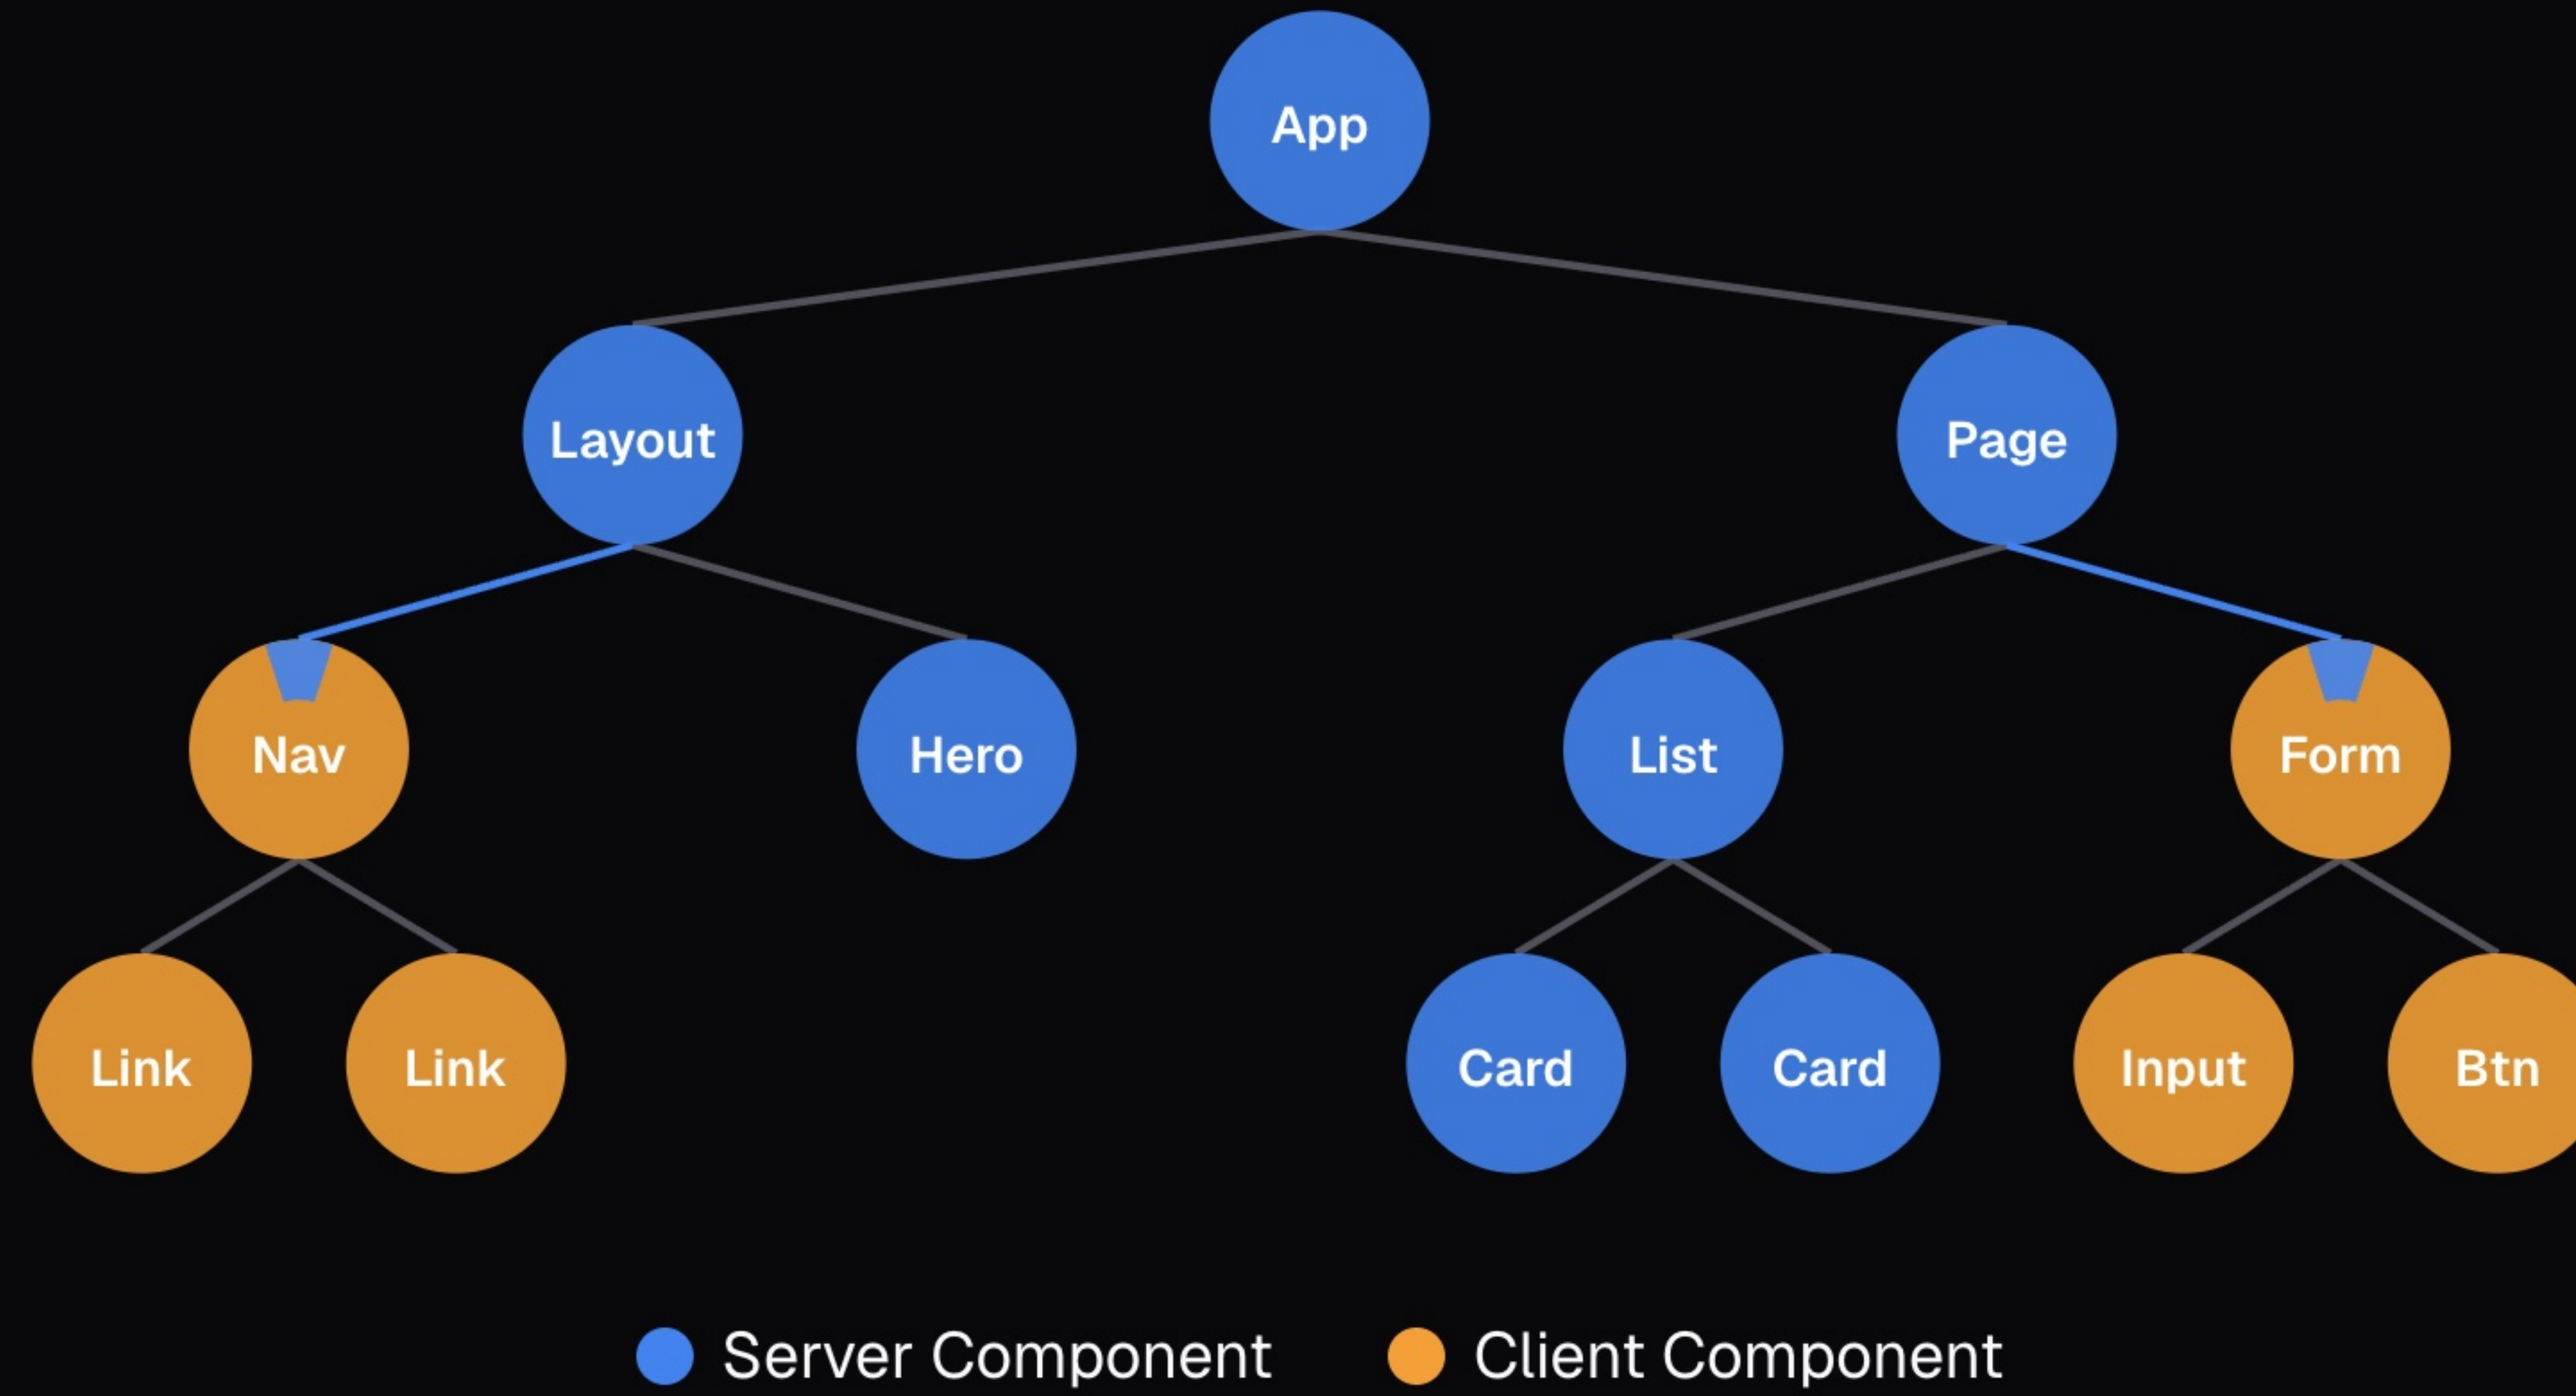 App
Layout
Page
Nav
Hero
List
Form
Link
Link
Card
Card
Input
Btn
Server Component
Client Component